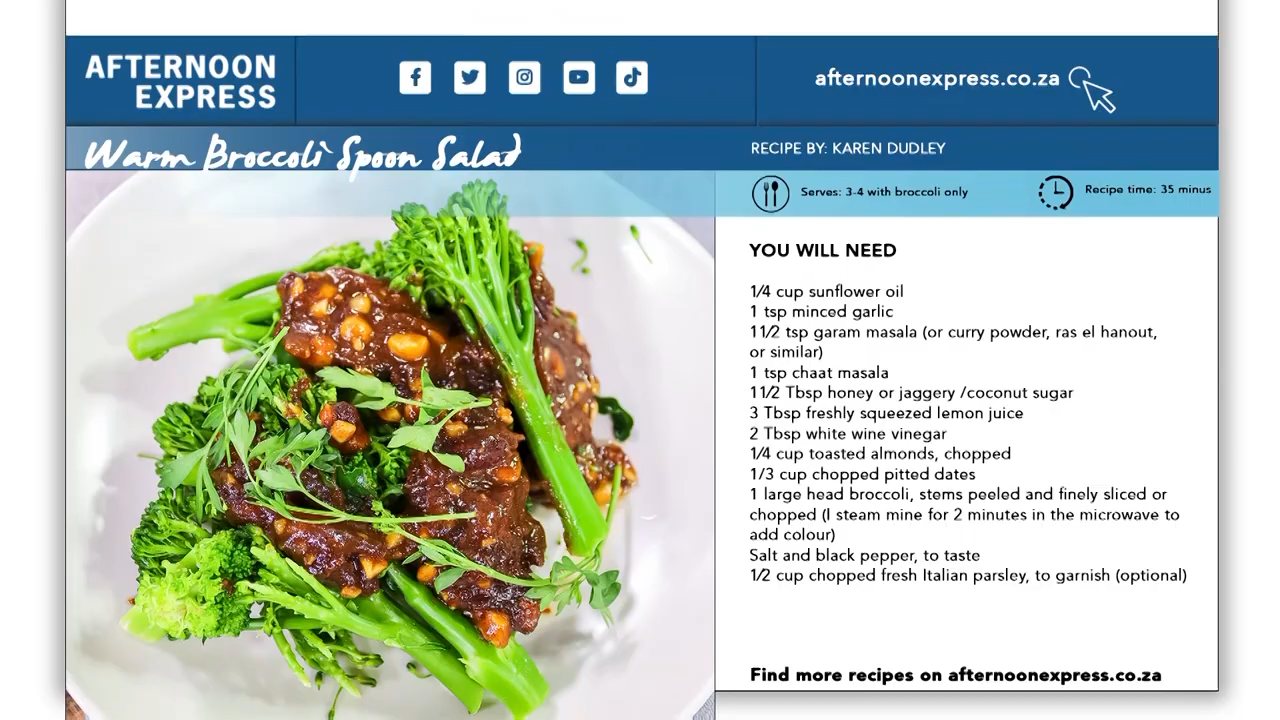 AFTERNOON
EXPRESS
afternoonexpress.co.za
Warm Broccoli Spoon Salad
RECIPE BY: KAREN DUDLEY
Serves: 3-4 with broccoli only
Recipe time: 35 minus
YOU WILL NEED
1/4 cup sunflower oil
1 tsp minced garlic
1 1/2 tsp garam masala (or curry powder, ras el hanout,
or similar)
1 tsp chaat masala
1 1/2 Tbsp honey or jaggery /coconut sugar
3 Tbsp freshly squeezed lemon juice
2 Tbsp white wine vinegar
1/4 cup toasted almonds, chopped
1/3 cup chopped pitted dates
1 large head broccoli, stems peeled and finely sliced or
chopped (I steam mine for 2 minutes in the microwave to
add colour)
Salt and black pepper, to taste
1/2 cup chopped fresh Italian parsley, to garnish (optional)
Find more recipes on afternoonexpress.co.za